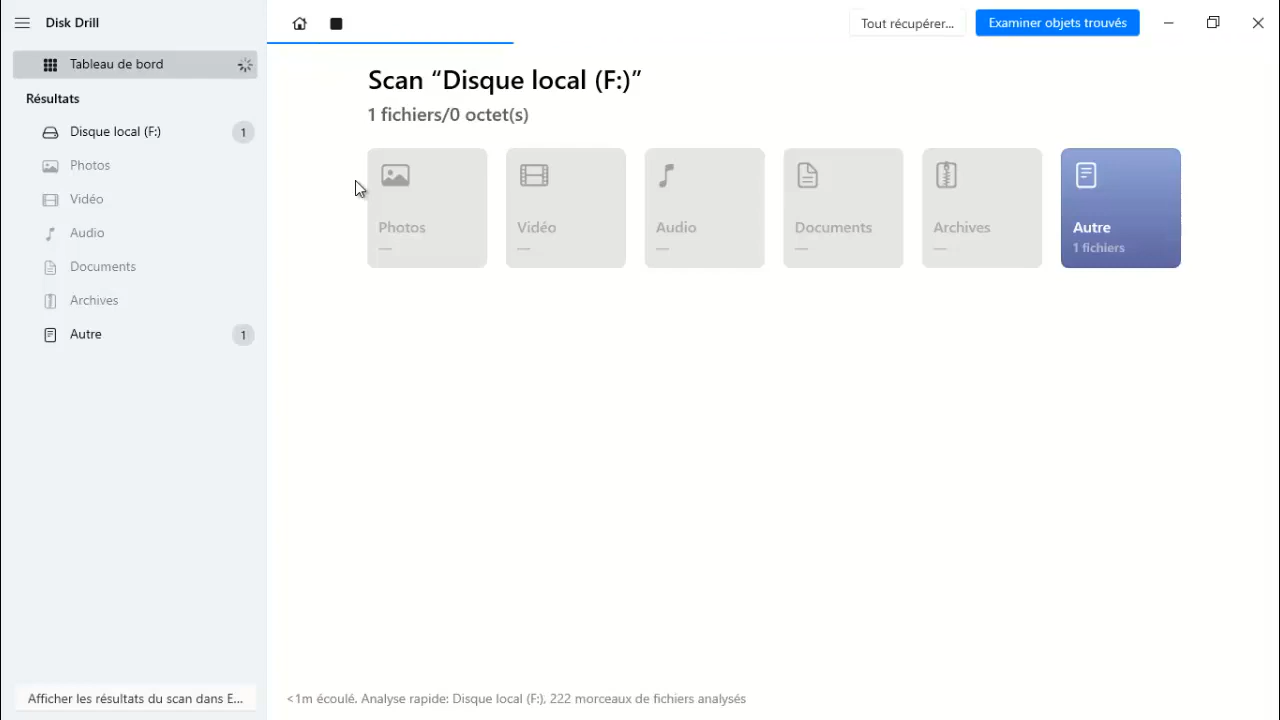 Disk Drill
Tout récupérer...
Examiner objets trouvés
Tableau de bord
Résultats
Disque local (F:) 1
Photos
Vidéo
Audio
Documents
Archives
Autre 1
Afficher les résultats du scan dans E...
Scan “Disque local (F:)”
1 fichiers/0 octet(s)
Photos
—
Vidéo
—
Audio
—
Documents
—
Archives
—
Autre
1 fichiers
<1m écoulé. Analyse rapide: Disque local (F:), 222 morceaux de fichiers analysés